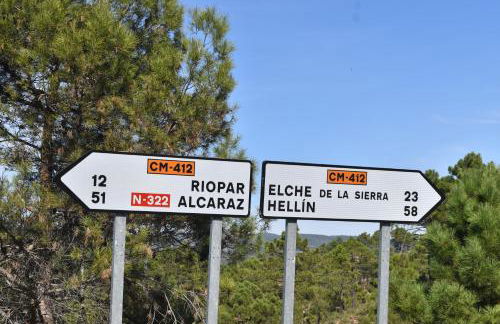 CM-412
12 RIOPAR
51 N-322 ALCARAZ
CM-412
ELCHE DE LA SIERRA 23
HELLÍN 58